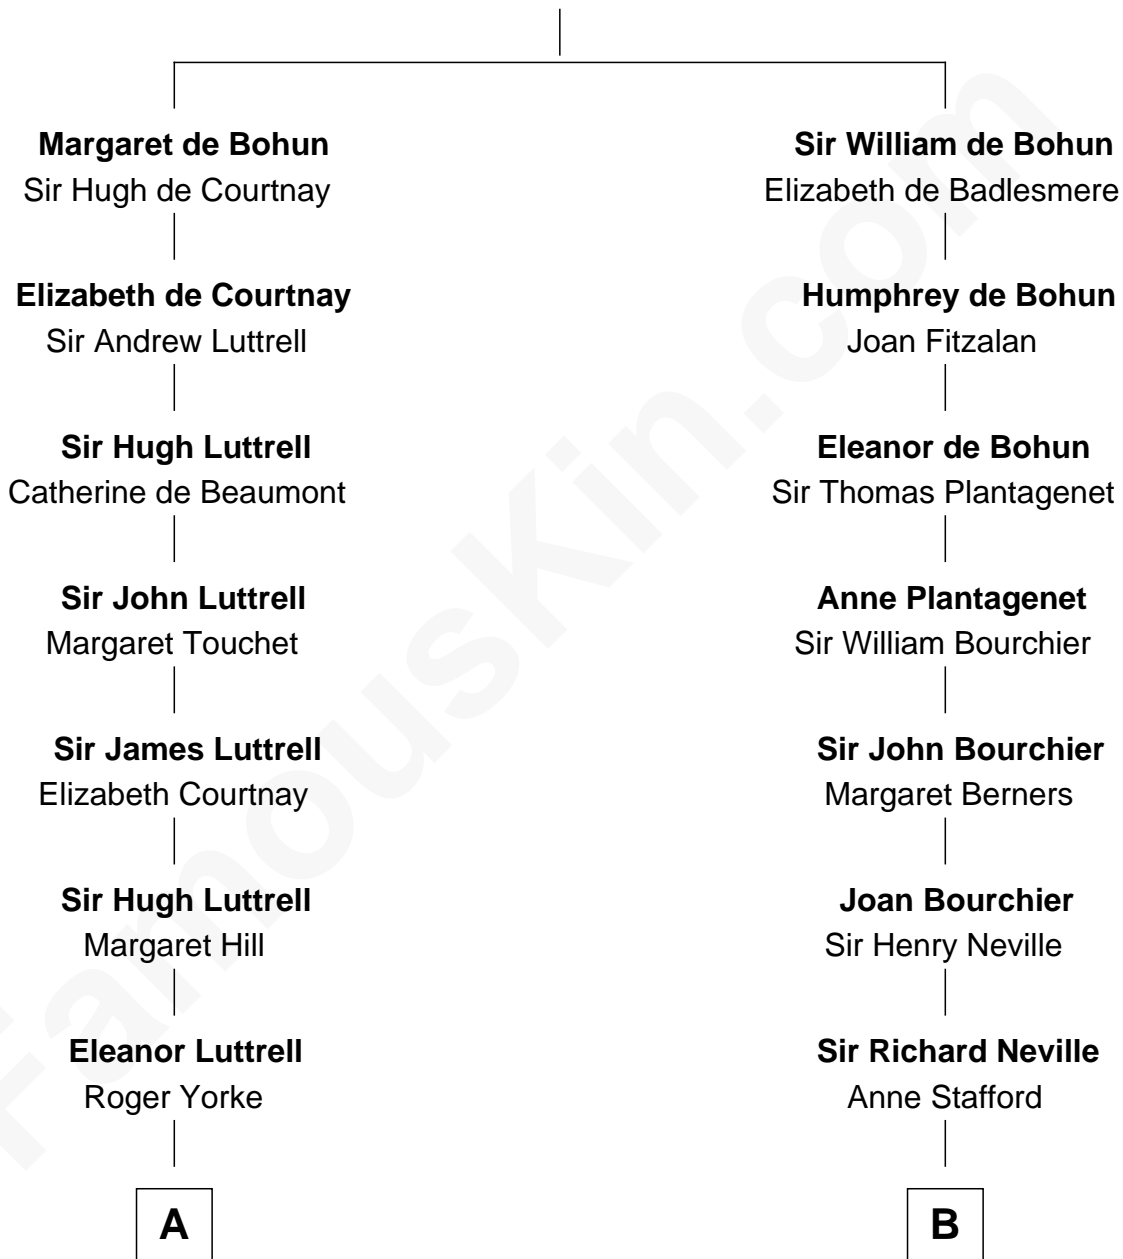 Margaret de Bohun
Sir Hugh de Courtnay
Elizabeth de Courtnay
Sir Andrew Luttrell
Sir Hugh Luttrell
Catherine de Beaumont
Sir John Luttrell
Margaret Touchet
Sir James Luttrell
Elizabeth Courtnay
Sir Hugh Luttrell
Margaret Hill
Eleanor Luttrell
Roger Yorke
A
Sir William de Bohun
Elizabeth de Badlesmere
Humphrey de Bohun
Joan Fitzalan
Eleanor de Bohun
Sir Thomas Plantagenet
Anne Plantagenet
Sir William Bourchier
Sir John Bourchier
Margaret Berners
Joan Bourchier
Sir Henry Neville
Sir Richard Neville
Anne Stafford
B
FamousKin.com